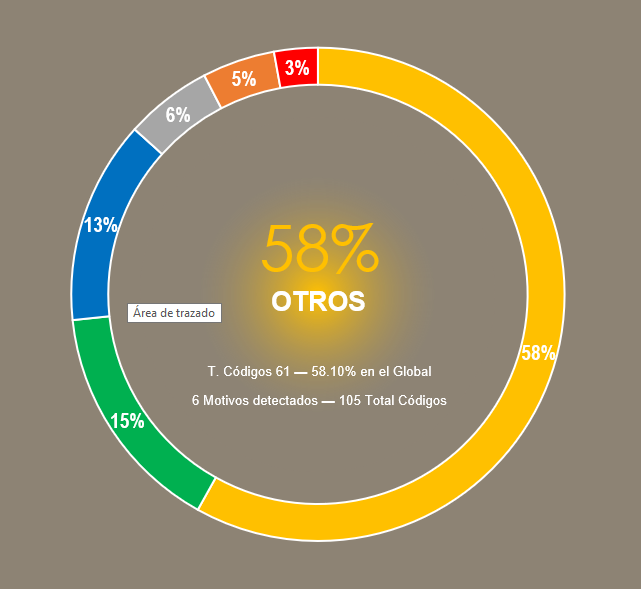 3%
5%
6%
13%
58%
OTROS
Área de trazado
58%
T. Códigos 61 — 58.10% en el Global
6 Motivos detectados — 105 Total Códigos
15%